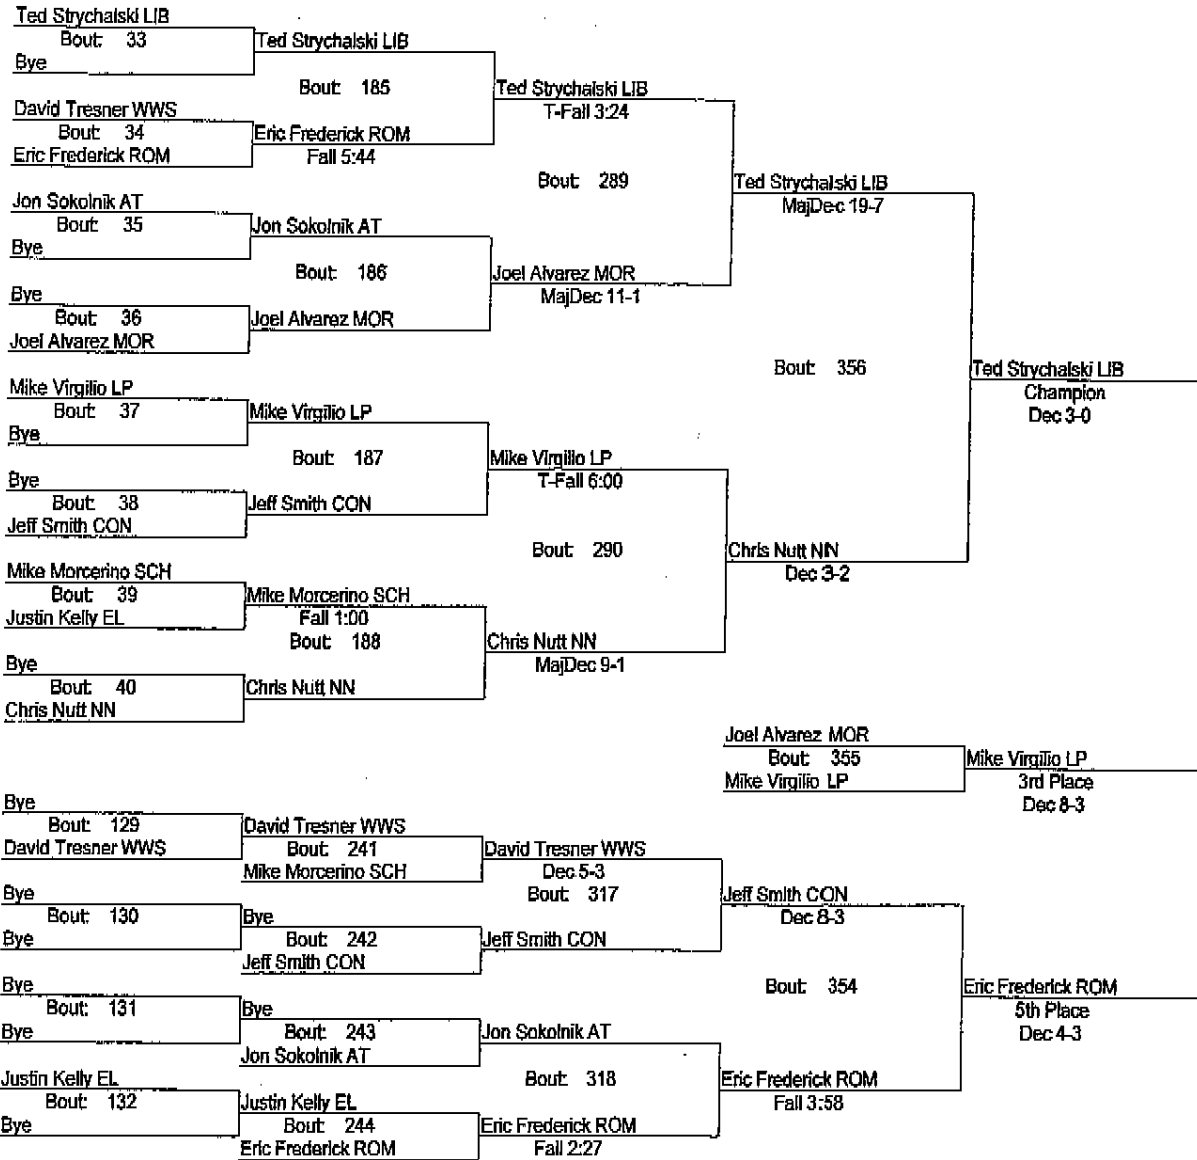 Ted Strychalski LIB
Bout: 33
Bye
Ted Strychalski LIB
Bout: 185
David Tresner WWS
Bout: 34
Eric Frederick ROM
Eric Frederick ROM
Fall 5:44
Ted Strychalski LIB
T-Fall 3:24
Bout: 289
Jon Sokolnik AT
Bout: 35
Bye
Jon Sokolnik AT
Bout: 186
Bye
Bout: 36
Joel Alvarez MOR
Joel Alvarez MOR
Joel Alvarez MOR
MajDec 11-1
Ted Strychalski LIB
MajDec 19-7
Bout: 356
Mike Virgilio LP
Bout: 37
Bye
Mike Virgilio LP
Bout: 187
Bye
Bout: 38
Jeff Smith CON
Jeff Smith CON
Mike Virgilio LP
T-Fall 6:00
Bout: 290
Mike Morcerino SCH
Bout: 39
Justin Kelly EL
Mike Morcerino SCH
Fall 1:00
Bout: 188
Bye
Bout: 40
Chris Nutt NN
Chris Nutt NN
Chris Nutt NN
MajDec 9-1
Chris Nutt NN
Dec 3-2
Ted Strychalski LIB
Champion
Dec 3-0
Joel Alvarez MOR
Bout: 355
Mike Virgilio LP
Mike Virgilio LP
3rd Place
Dec 8-3
Bye
Bout: 129
David Tresner WWS
David Tresner WWS
Bout: 241
Mike Morcerino SCH
David Tresner WWS
Dec 5-3
Bout: 317
Bye
Bout: 130
Bye
Bye
Bout: 242
Jeff Smith CON
Jeff Smith CON
Jeff Smith CON
Dec 8-3
Bout: 354
Bye
Bout: 131
Bye
Bye
Bout: 243
Jon Sokolnik AT
Jon Sokolnik AT
Bout: 318
Justin Kelly EL
Bout: 132
Bye
Justin Kelly EL
Bout: 244
Eric Frederick ROM
Eric Frederick ROM
Fall 2:27
Eric Frederick ROM
Fall 3:58
Eric Frederick ROM
5th Place
Dec 4-3